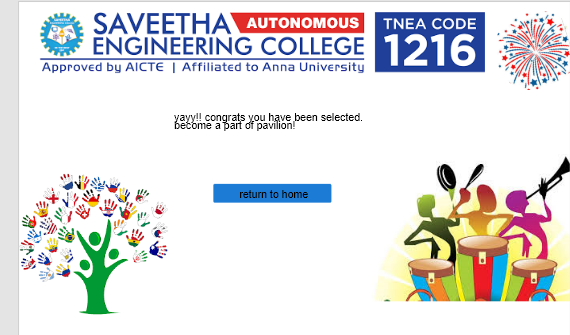 SAVEETHA AUTONOMOUS
ENGINEERING COLLEGE
Approved by AICTE | Affiliated to Anna University
TNEA CODE
1216
yayy!! congrats you have been selected.
become a part of pavilion!
return to home